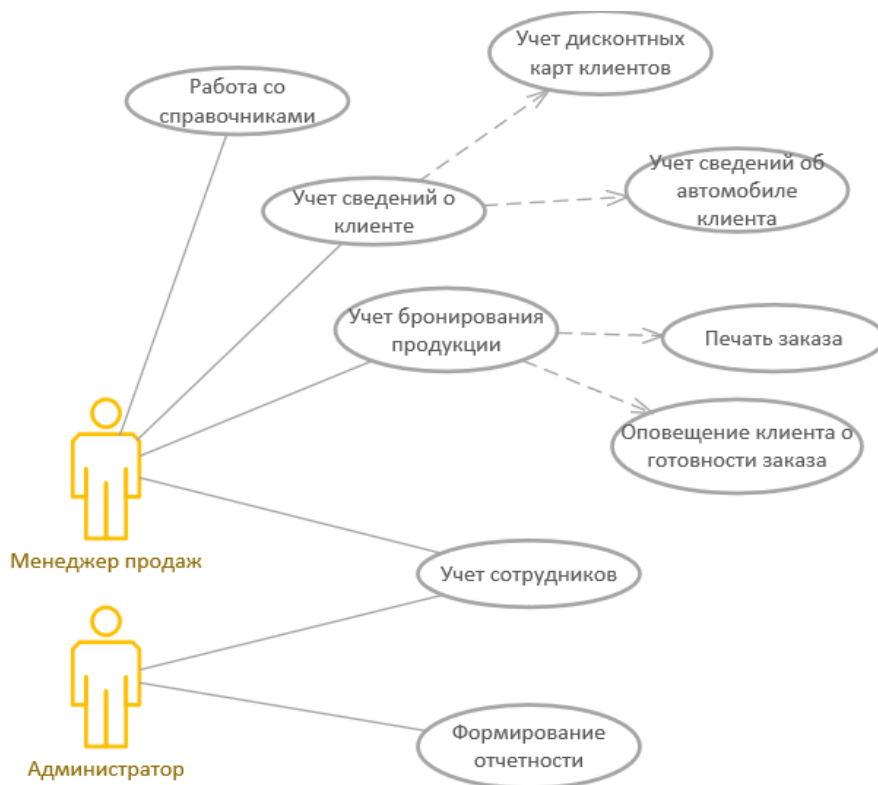 Учет дисконтных
карт клиентов
Работа со
справочниками
Учет сведений об
автомобиле
клиента
Учет сведений о
клиенте
Учет бронирования
продукции
Печать заказа
Оповещение клиента о
готовности заказа
Менеджер продаж
Учет сотрудников
Формирование
отчетности
Администратор